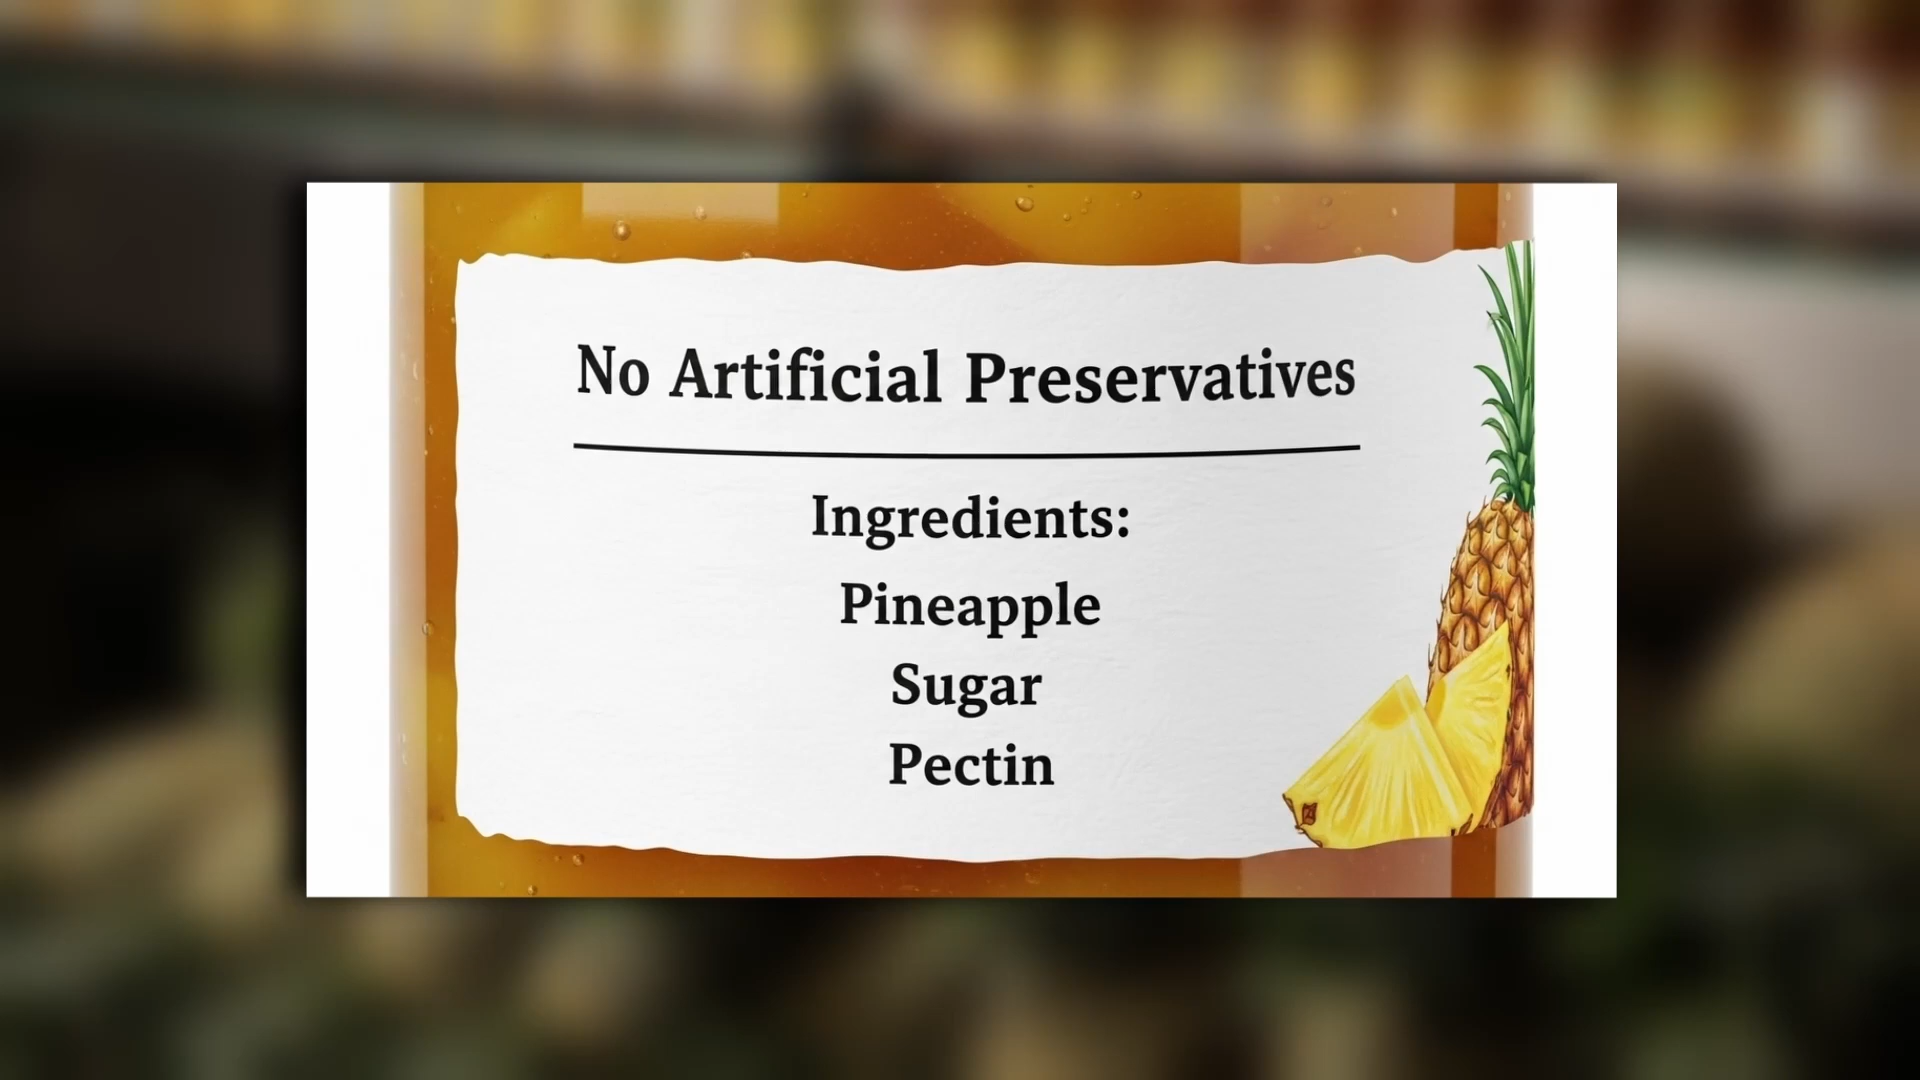 No Artificial Preservatives
Ingredients:
Pineapple
Sugar
Pectin